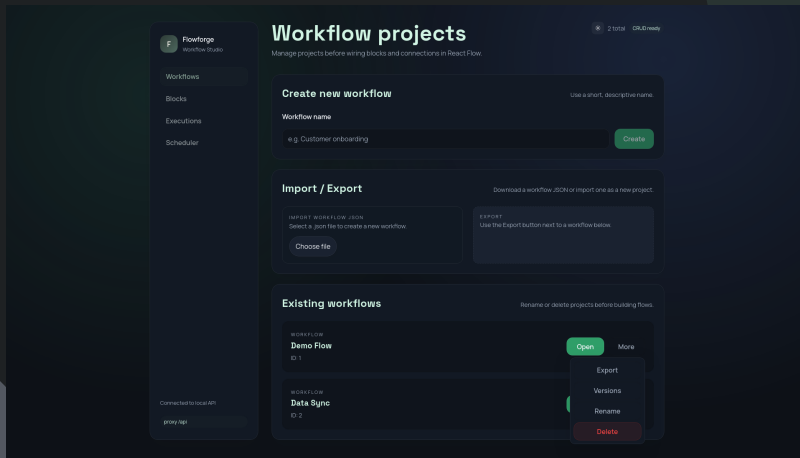 F
Flowforge
Workflow Studio
Workflows
Blocks
Executions
Scheduler
Connected to local API
proxy /api
Workflow projects
Manage projects before wiring blocks and connections in React Flow.
2 total
CRUD ready
Create new workflow
Use a short, descriptive name.
Workflow name
e.g. Customer onboarding
Create
Import / Export
Download a workflow JSON or import one as a new project.
IMPORT WORKFLOW JSON
Select a .json file to create a new workflow.
Choose file
EXPORT
Use the Export button next to a workflow below.
Existing workflows
Rename or delete projects before building flows.
WORKFLOW
Demo Flow
ID: 1
Open
More
Export
Versions
Rename
Delete
WORKFLOW
Data Sync
ID: 2